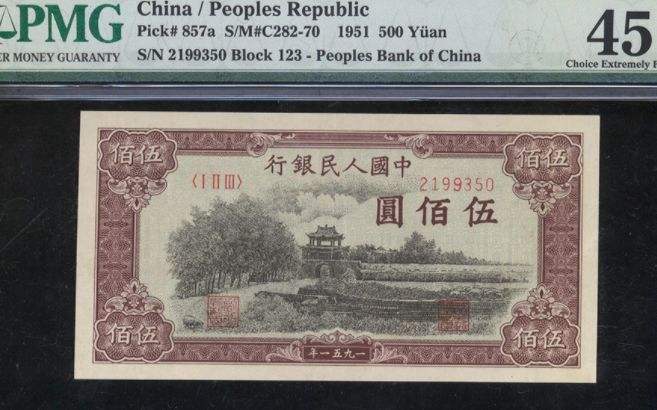 PMG
ER MONEY GUARANTY
China / Peoples Republic
Pick# 857a S/M#C282-70 1951 500 Yüan
S/N 2199350 Block 123 - Peoples Bank of China
45
Choice Extremely
佰伍
佰伍
行銀民人國中
〈I II III〉
2199350
圓佰伍
佰伍
佰伍
年一五九一